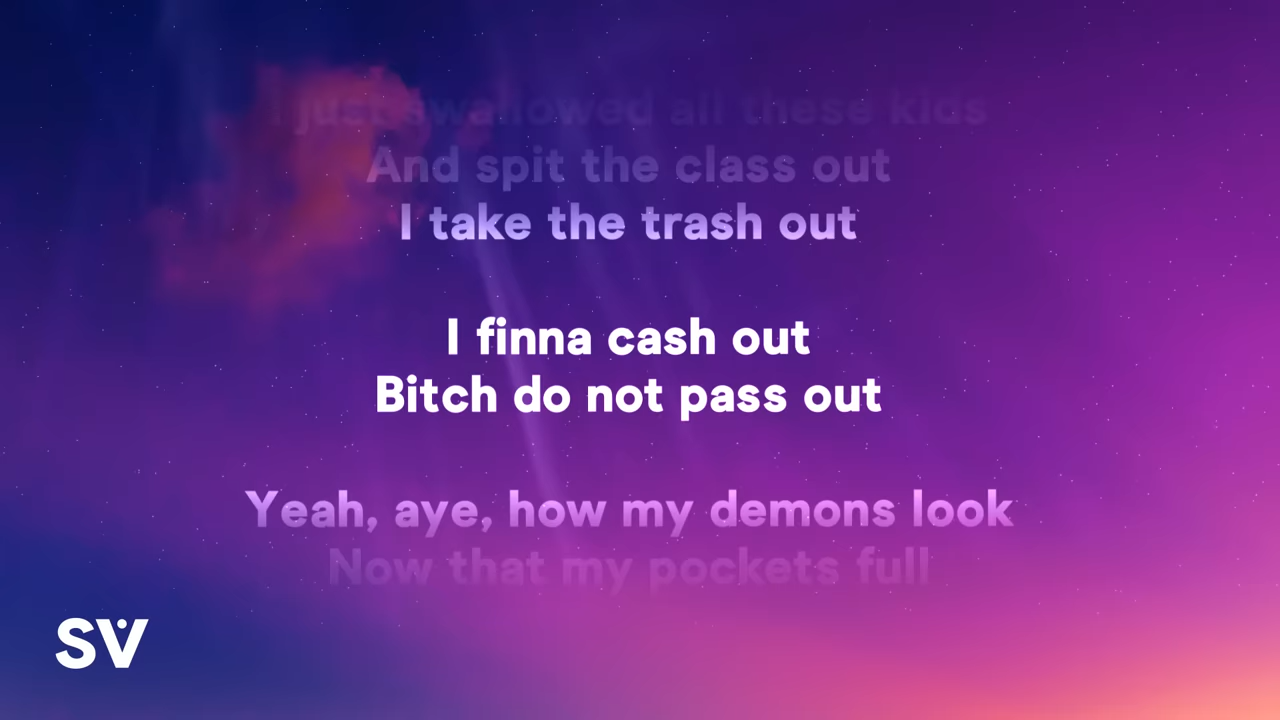 I just swallowed all these kids
And spit the class out
I take the trash out
I finna cash out
Bitch do not pass out
Yeah, aye, how my demons look
Now that my pockets full
SV